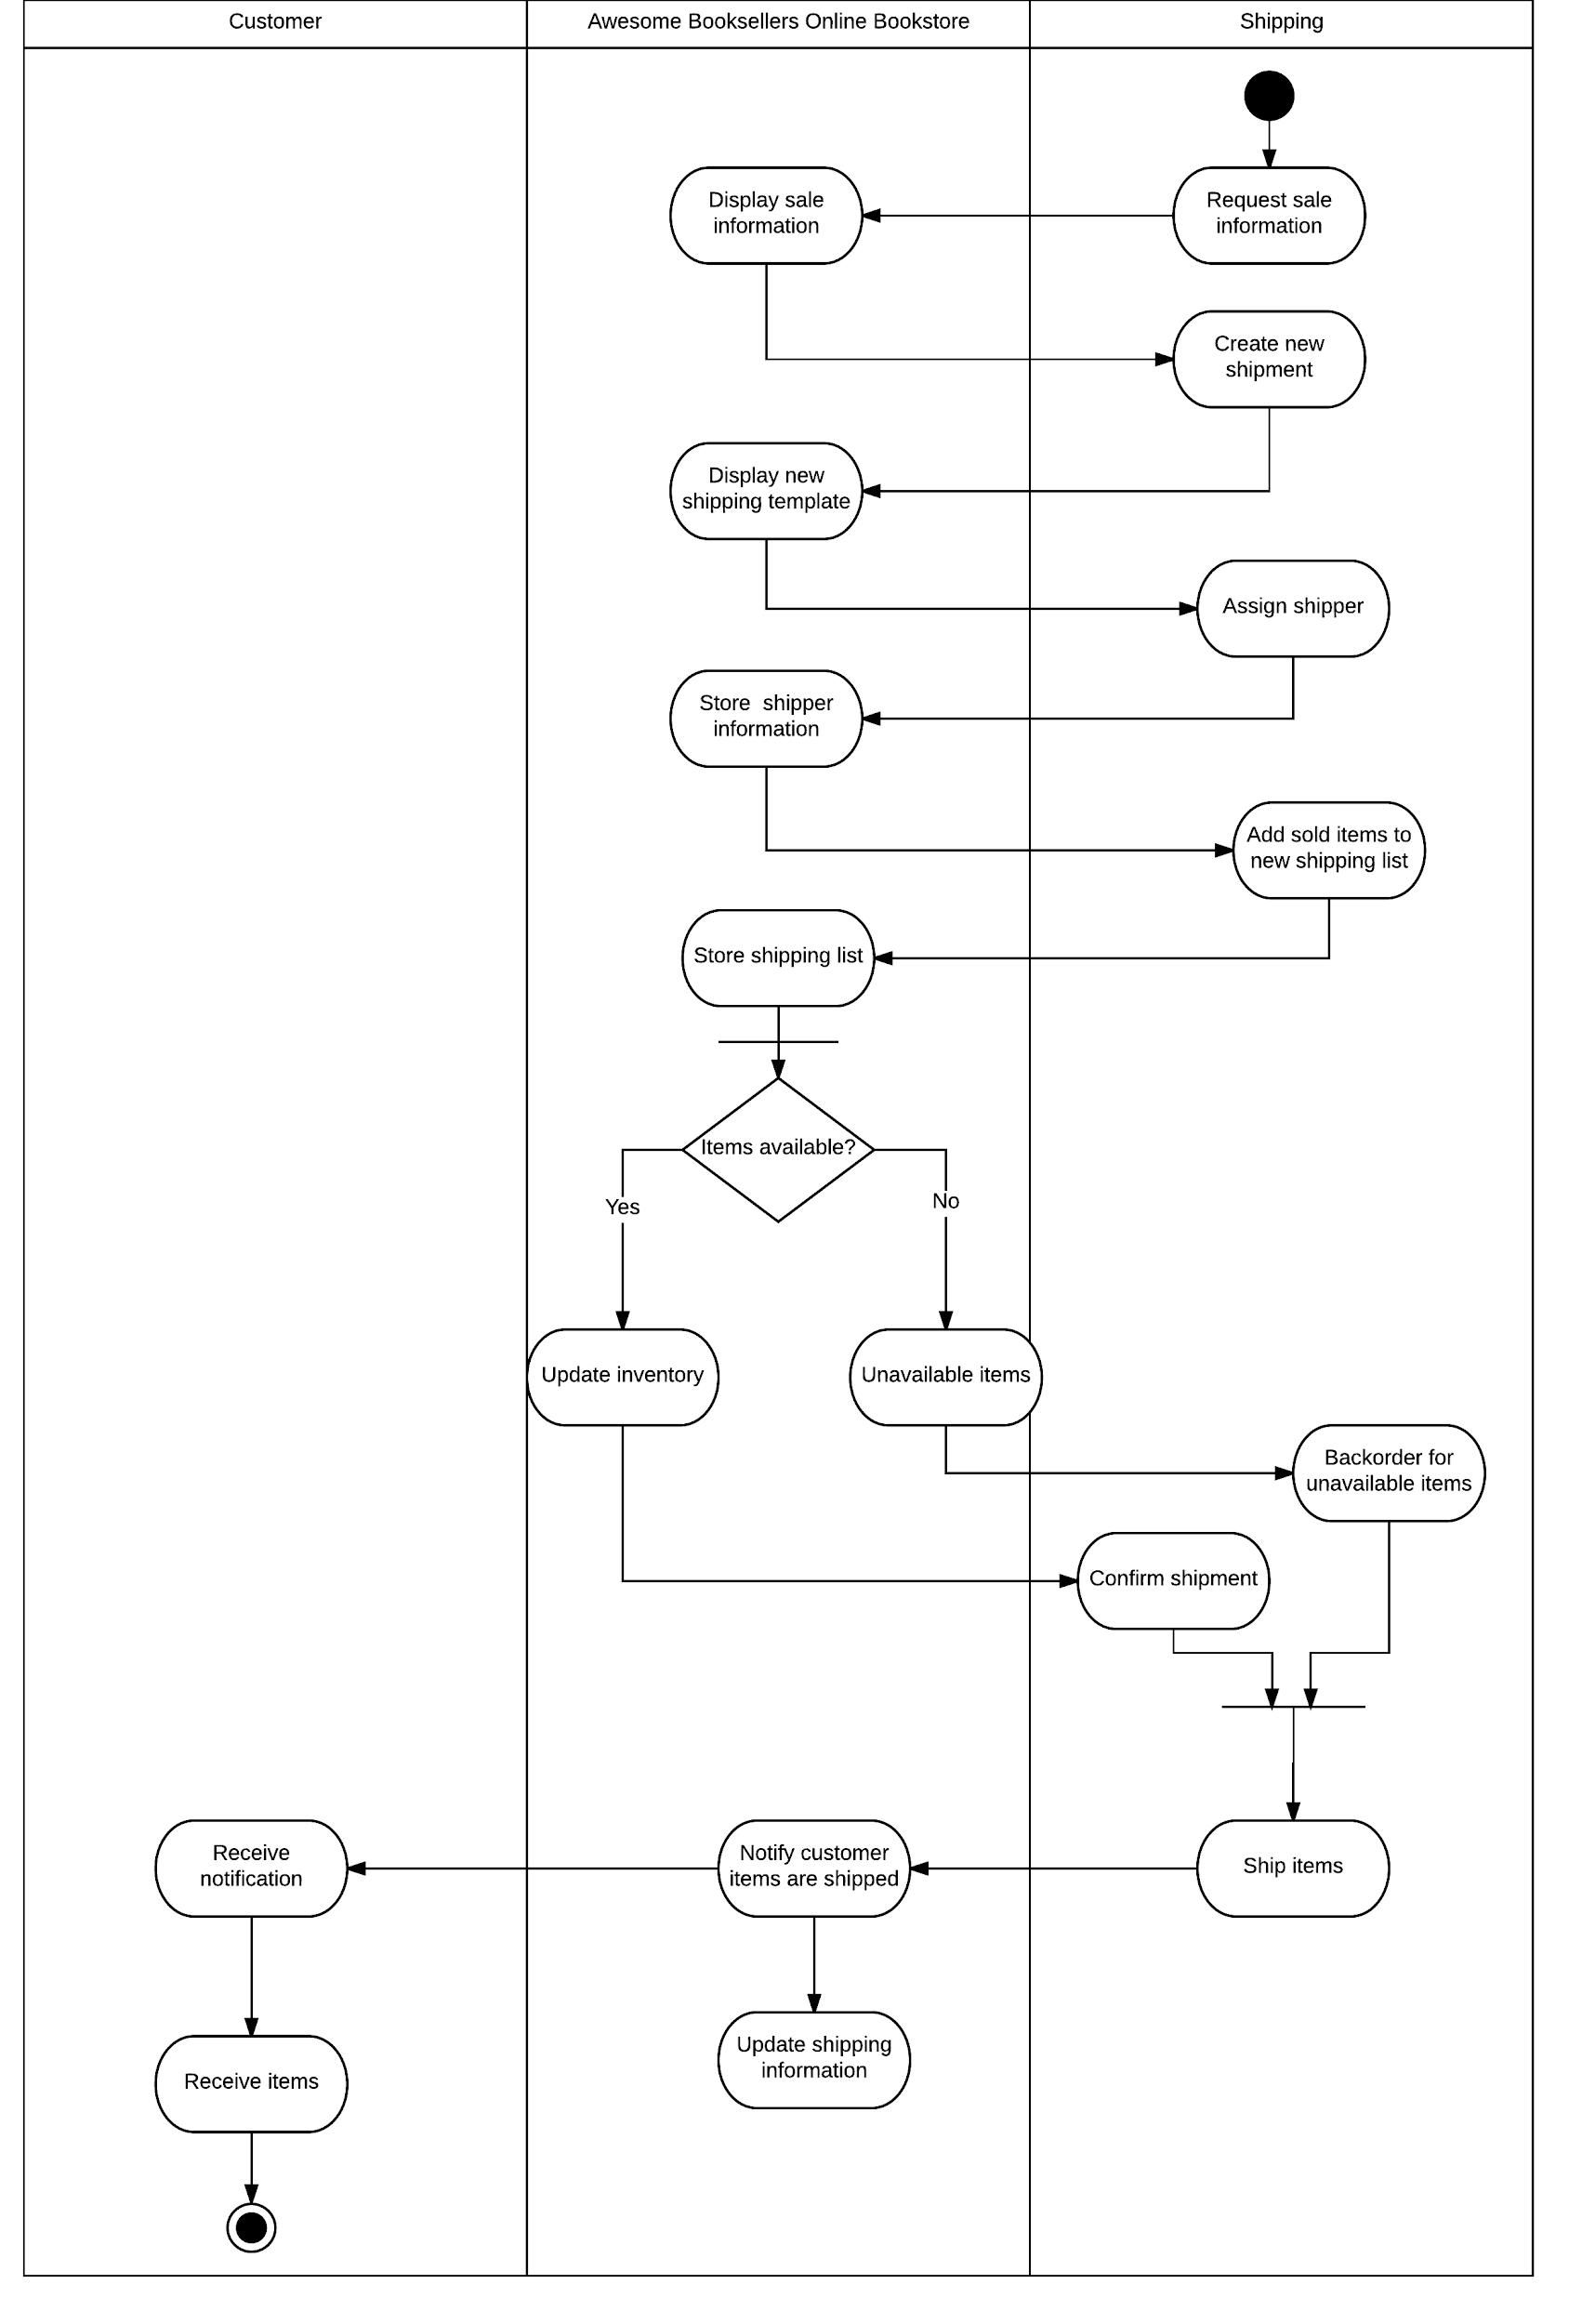 Customer
Awesome Booksellers Online Bookstore
Shipping
Display sale
information
Request sale
information
Create new
shipment
Display new
shipping template
Assign shipper
Store  shipper
information
Add sold items to
new shipping list
Store shipping list
Items available?
Yes
No
Update inventory
Unavailable items
Backorder for
unavailable items
Confirm shipment
Receive
notification
Notify customer
items are shipped
Ship items
Update shipping
information
Receive items